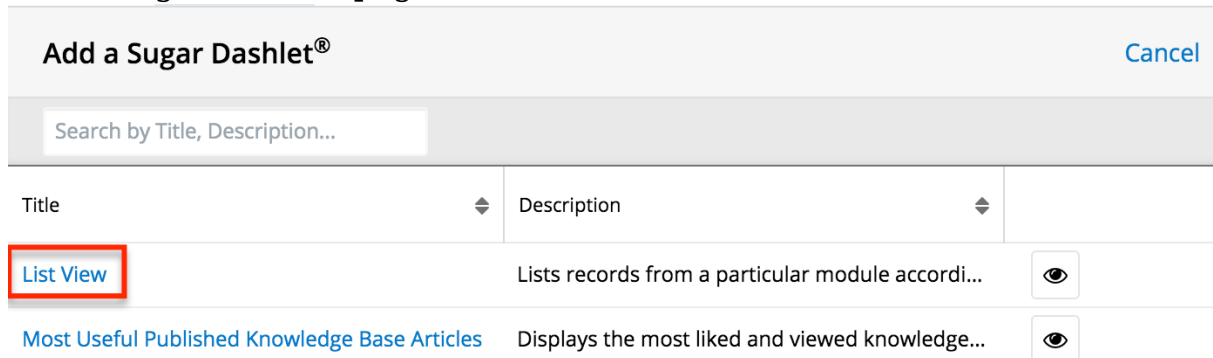 Add a Sugar Dashlet®
Cancel
Search by Title, Description...
Title
Description
List View
Lists records from a particular module accordi...
Most Useful Published Knowledge Base Articles
Displays the most liked and viewed knowledge...